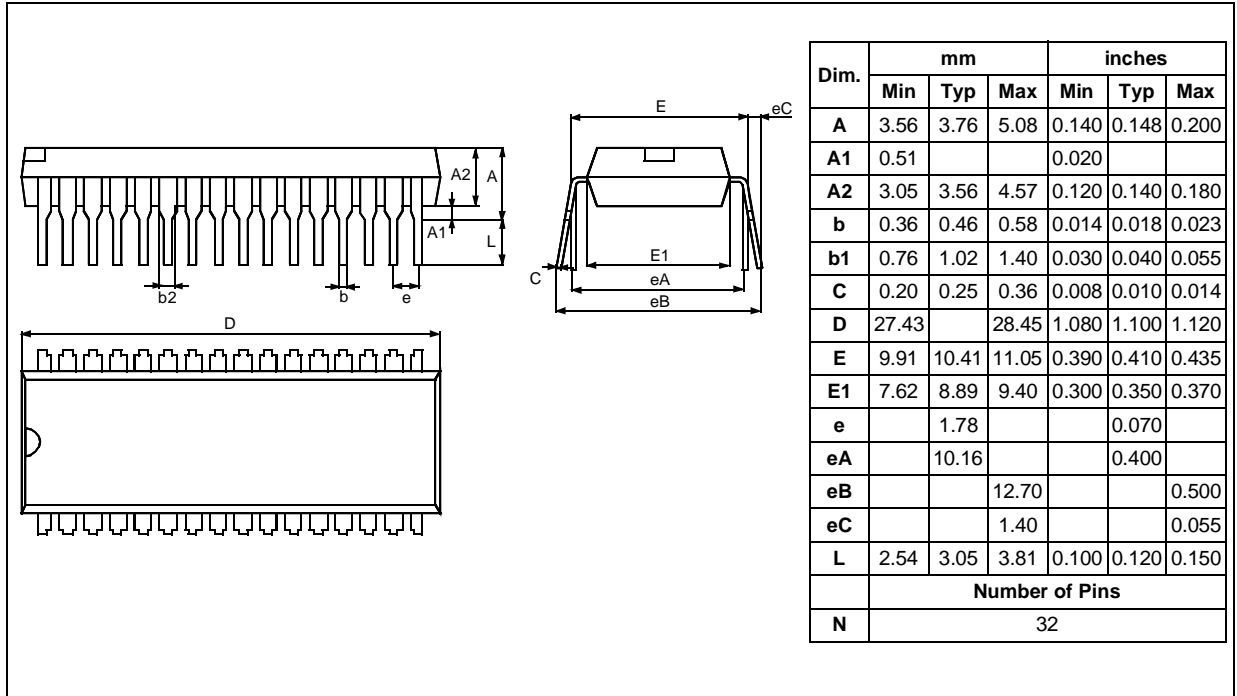 A2
A
A1
L
b2
b
e
D
E
eC
E1
C
eA
eB
Dim. mm inches
Min Typ Max Min Typ Max
A 3.56 3.76 5.08 0.140 0.148 0.200
A1 0.51 0.020
A2 3.05 3.56 4.57 0.120 0.140 0.180
b 0.36 0.46 0.58 0.014 0.018 0.023
b1 0.76 1.02 1.40 0.030 0.040 0.055
C 0.20 0.25 0.36 0.008 0.010 0.014
D 27.43 28.45 1.080 1.100 1.120
E 9.91 10.41 11.05 0.390 0.410 0.435
E1 7.62 8.89 9.40 0.300 0.350 0.370
e 1.78 0.070
eA 10.16 0.400
eB 12.70 0.500
eC 1.40 0.055
L 2.54 3.05 3.81 0.100 0.120 0.150
Number of Pins
N 32